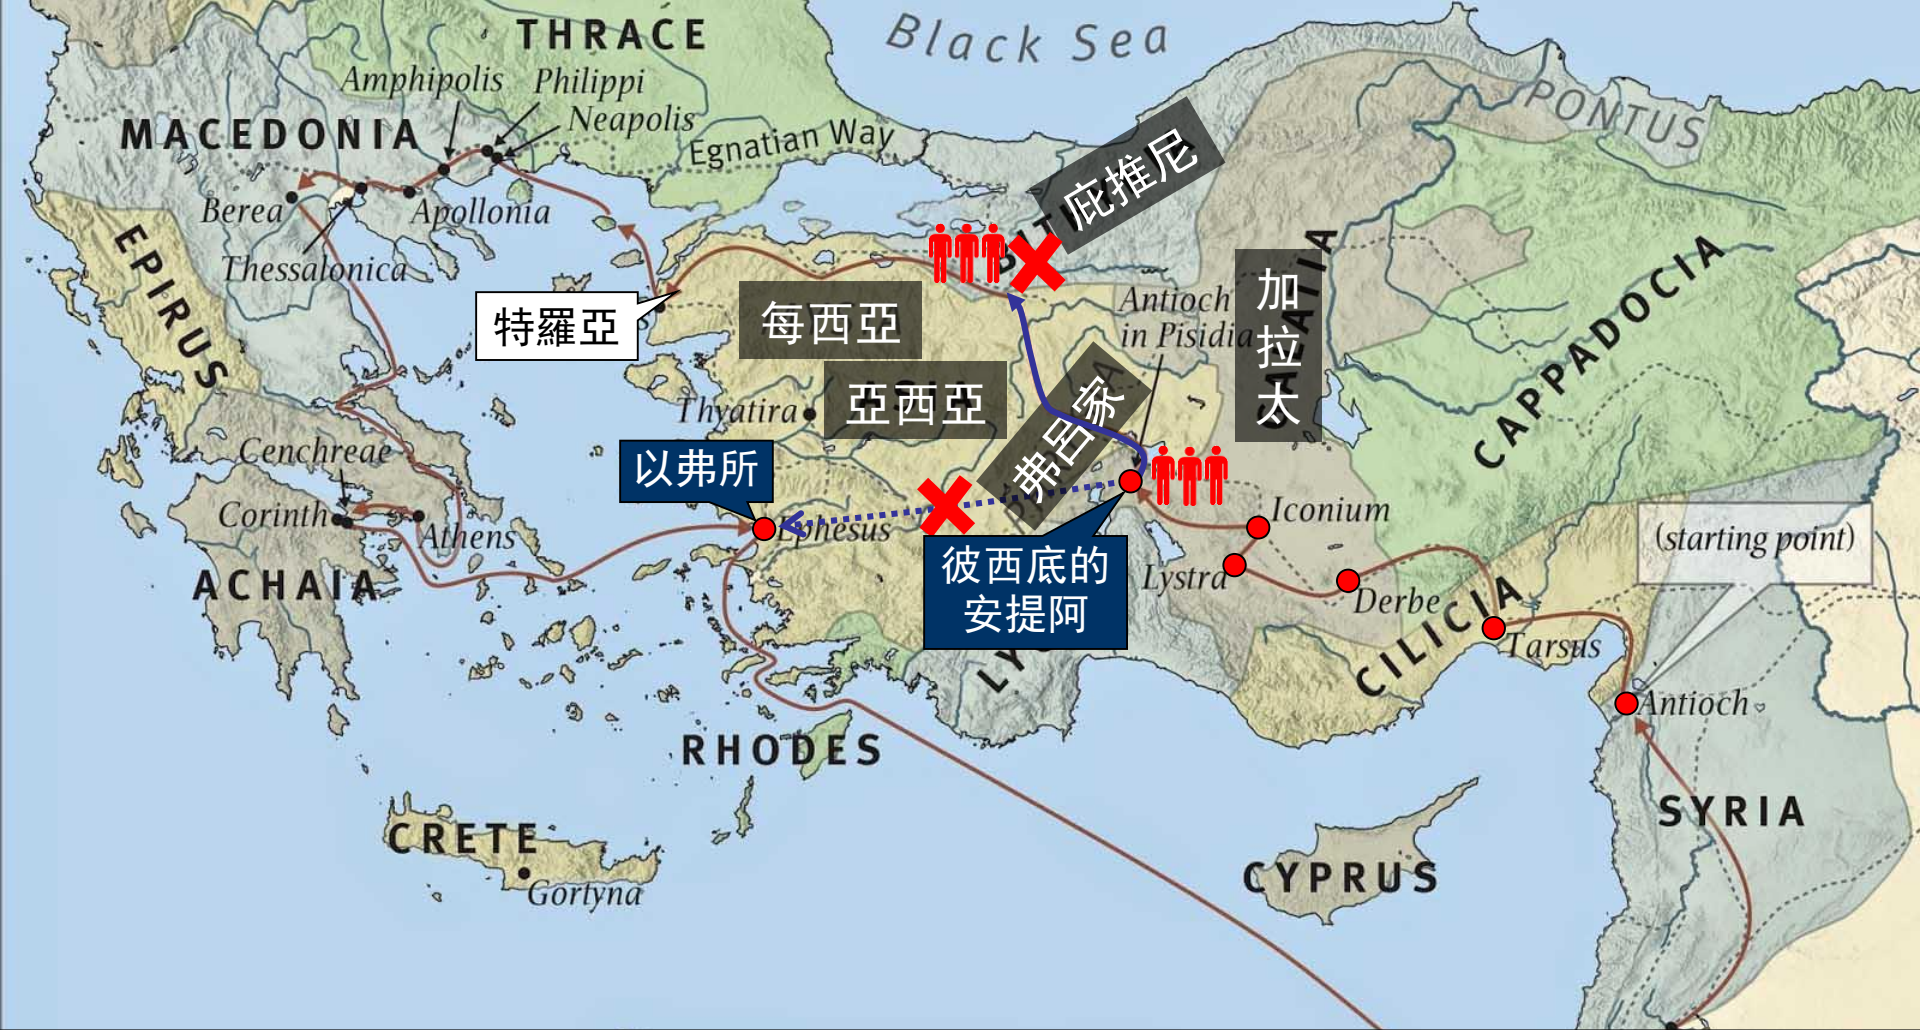 THRACE
Black Sea
Amphipolis
Philippi
Neapolis
MACEDONIA
Egnatian Way
PONTUS
庇推尼
Berea
Apollonia
Thessalonica
EPIRUS
特羅亞
每西亞
Antioch
in Pisidia
加
拉
太
CAPPADOCIA
亞西亞
Thyatira
弗呂家
以弗所
Cenchreae
Corinth
Athens
Ephesus
Iconium
(starting point)
彼西底的
安提阿
Lystra
Derbe
ACHAIA
CILICIA
Tarsus
Antioch
RHODES
SYRIA
CRETE
Gortyna
CYPRUS